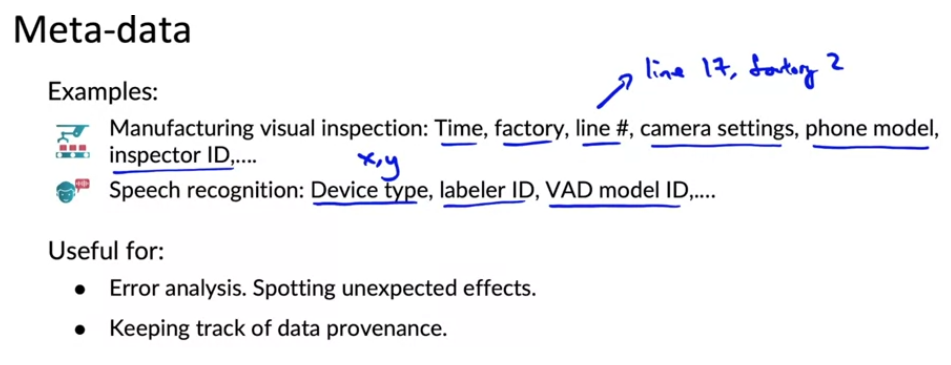 Meta-data
line 17, factory 2
Examples:
Manufacturing visual inspection: Time, factory, line #, camera settings, phone model,
inspector ID,....
x,y
Speech recognition: Device type, labeler ID, VAD model ID,....
Useful for:
● Error analysis. Spotting unexpected effects.
● Keeping track of data provenance.